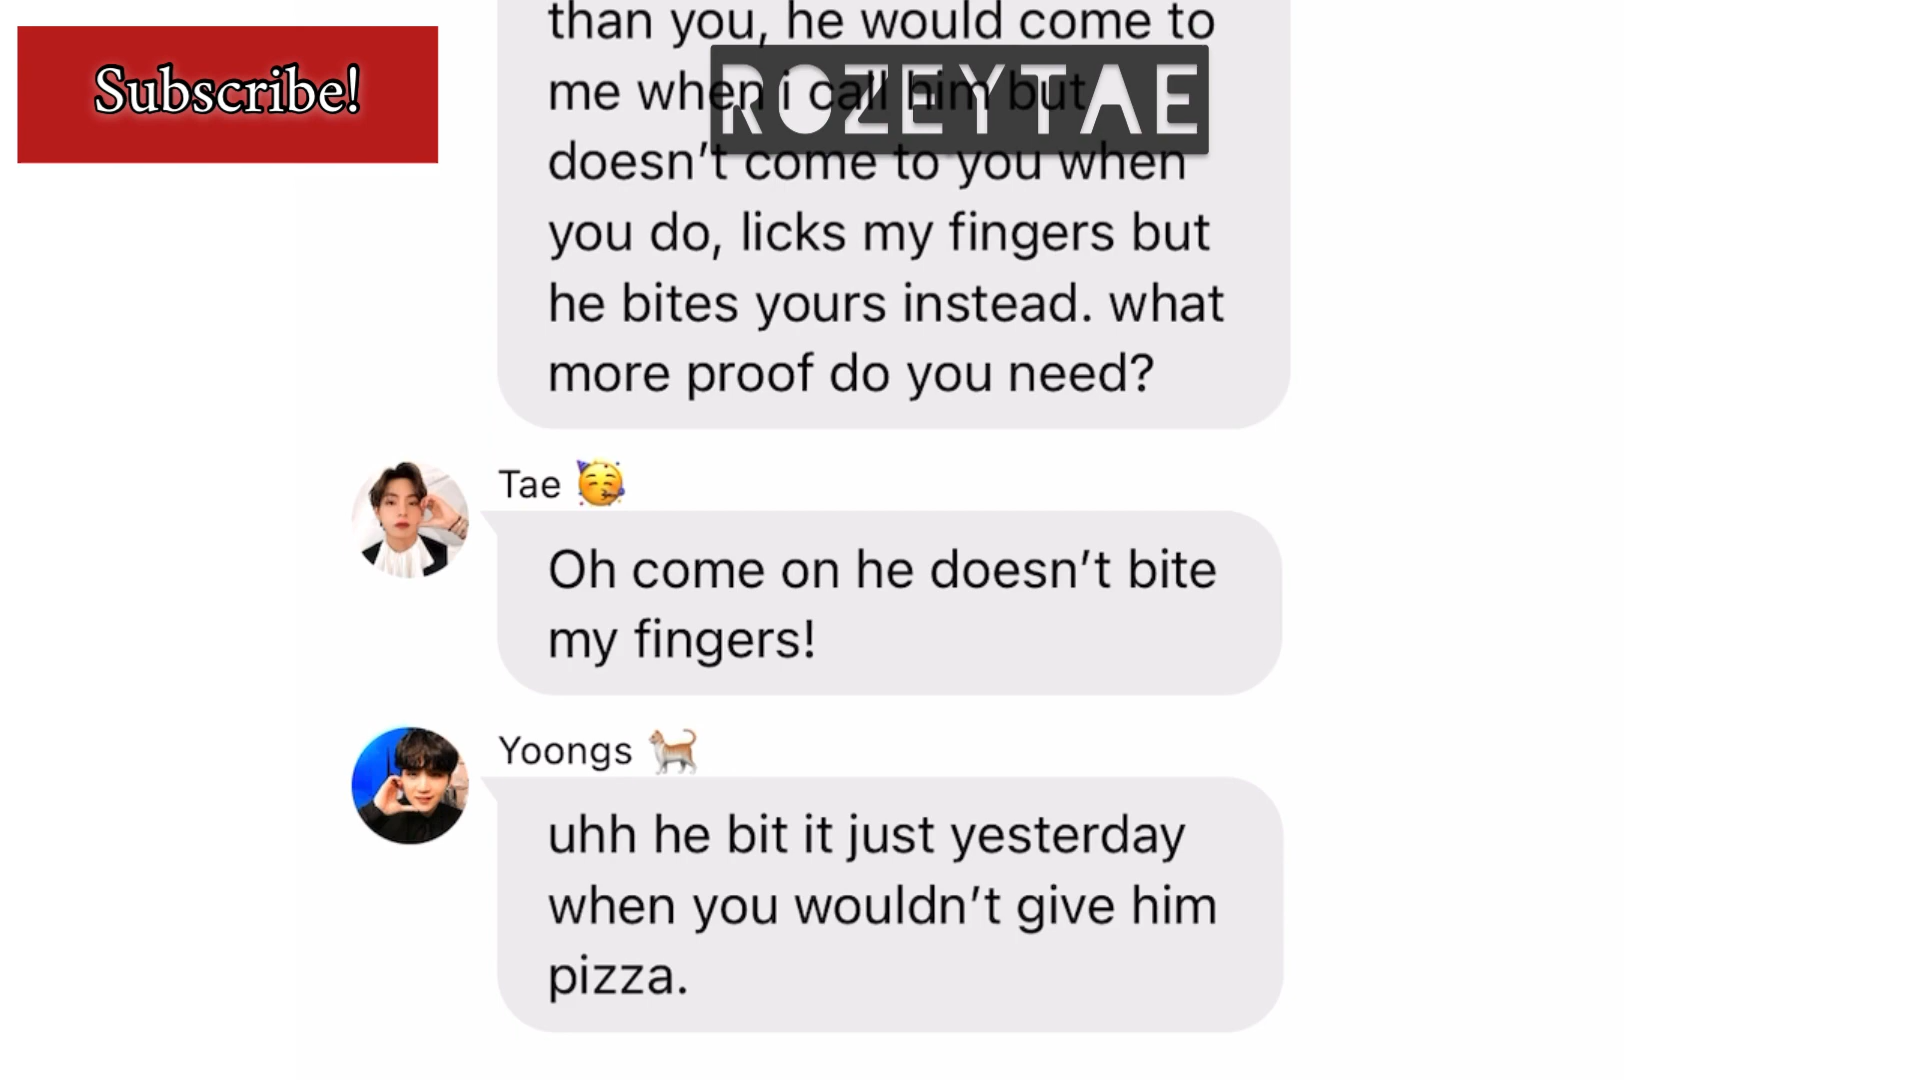 Subscribe!
than you, he would come to
ROZEYTAE
me when i call him but
doesn't come to you when
you do, licks my fingers but
he bites yours instead. what
more proof do you need?
Tae 🥳
Oh come on he doesn't bite
my fingers!
Yoongs 🐈
uhh he bit it just yesterday
when you wouldn't give him
pizza.